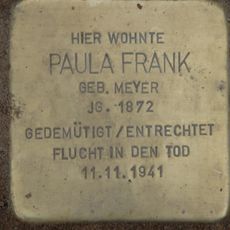 HIER WOHNTE
PAULA FRANK
GEB. MEYER
JG. 1872
GEDEMÜTIGT/ENTRECHTET
FLUCHT IN DEN TOD
11.11.1941